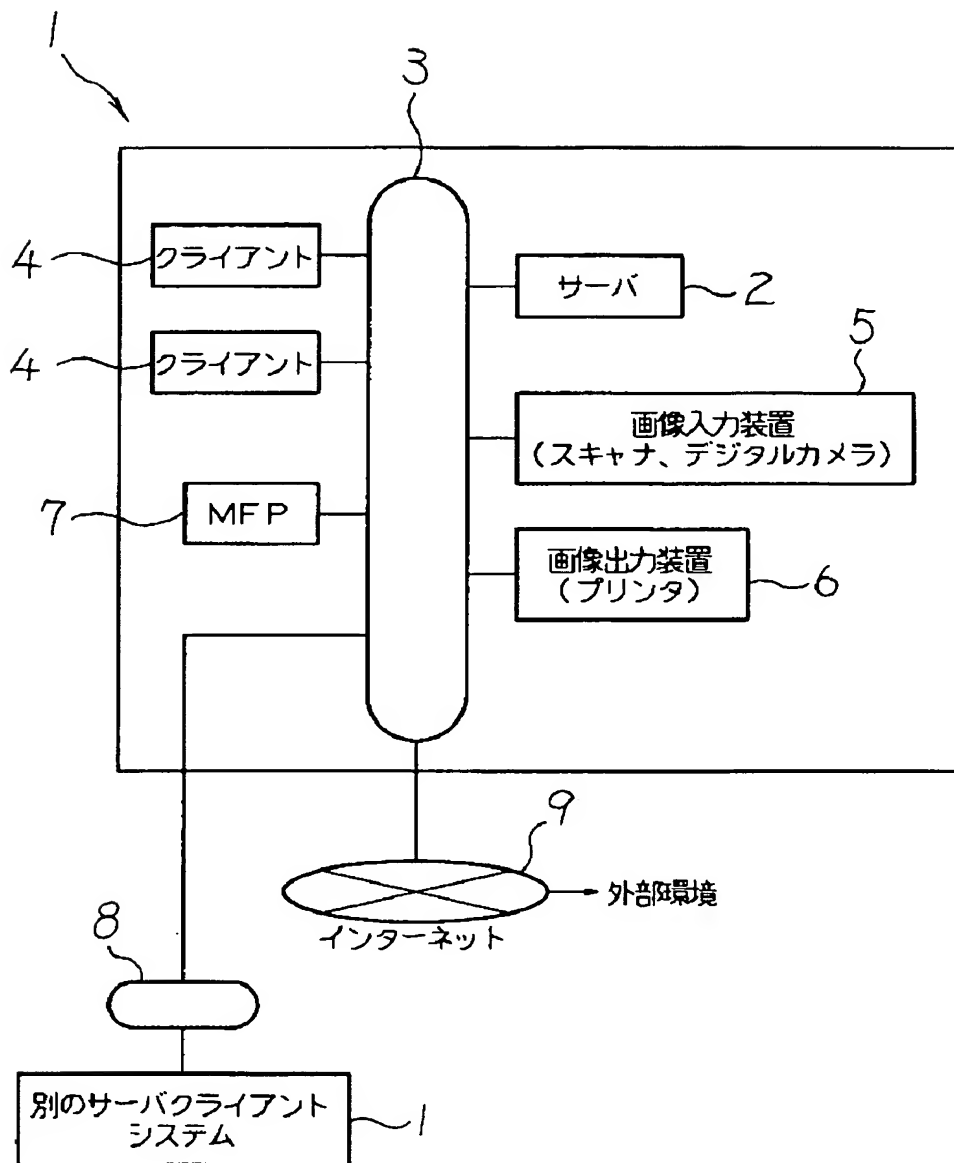 1
3
4 クライアント
サーバ 2
4 クライアント
5
画像入力装置
(スキャナ、デジタルカメラ)
7 MFP
画像出力装置
(プリンタ)
6
9
外部環境
インターネット
8
別のサーバクライアント
システム
1